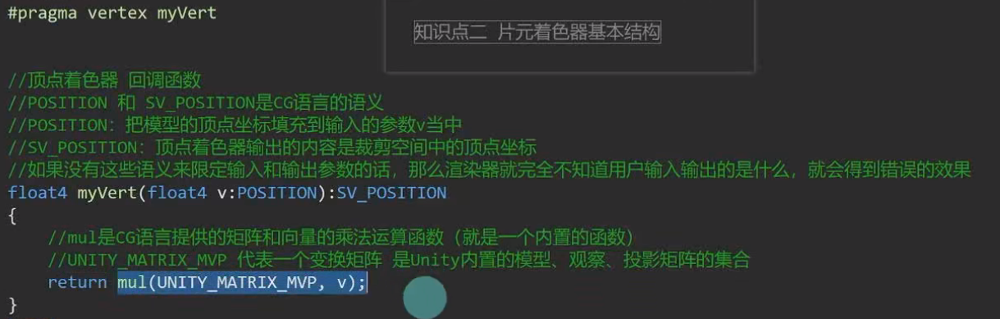 #pragma vertex myVert
知识点二 片元着色器基本结构
//顶点着色器 回调函数
//POSITION 和 SV_POSITION是CG语言的语义
//POSITION：把模型的顶点坐标填充到输入的参数v当中
//SV_POSITION：顶点着色器输出的内容是裁剪空间中的顶点坐标
//如果没有这些语义来限定输入和输出参数的话，那么渲染器就完全不知道用户输入输出的是什么，就会得到错误的效果
float4 myVert(float4 v:POSITION):SV_POSITION
{
//mul是CG语言提供的矩阵和向量的乘法运算函数（就是一个内置的函数）
//UNITY_MATRIX_MVP 代表一个变换矩阵 是Unity内置的模型、观察、投影矩阵的集合
return mul(UNITY_MATRIX_MVP, v);
}